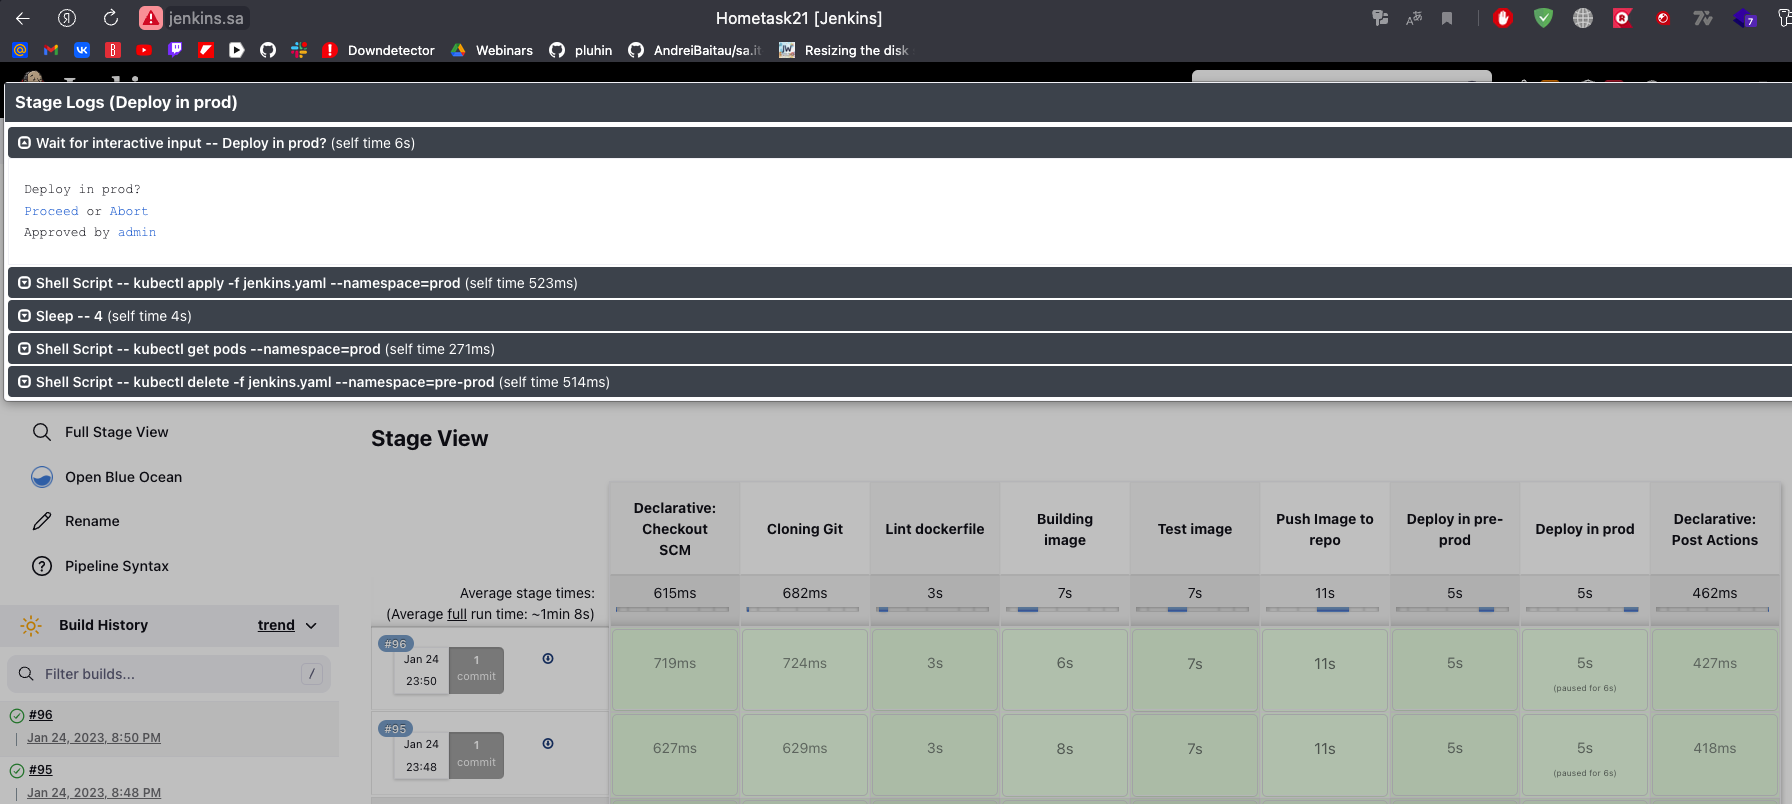 jenkins.sa
Hometask21 [Jenkins]
Downdetector
Webinars
pluhin
AndreiBaitau/sa.it
Resizing the disk
Stage Logs (Deploy in prod)
Wait for interactive input -- Deploy in prod? (self time 6s)
Deploy in prod?
Proceed or Abort
Approved by admin
Shell Script -- kubectl apply -f jenkins.yaml --namespace=prod (self time 523ms)
Sleep -- 4 (self time 4s)
Shell Script -- kubectl get pods --namespace=prod (self time 271ms)
Shell Script -- kubectl delete -f jenkins.yaml --namespace=pre-prod (self time 514ms)
Full Stage View
Open Blue Ocean
Rename
Pipeline Syntax
Build History trend
Filter builds... /
#96
Jan 24, 2023, 8:50 PM
#95
Jan 24, 2023, 8:48 PM
Stage View
Declarative:
Checkout
SCM
Cloning Git
Lint dockerfile
Building
image
Test image
Push Image to
repo
Deploy in pre-
prod
Deploy in prod
Declarative:
Post Actions
Average stage times:
(Average full run time: ~1min 8s)
615ms 682ms 3s 7s 7s 11s 5s 5s 462ms
#96
Jan 24
23:50
1
commit
719ms 724ms 3s 6s 7s 11s 5s 5s 427ms
(paused for 6s)
#95
Jan 24
23:48
1
commit
627ms 629ms 3s 8s 7s 11s 5s 5s 418ms
(paused for 6s)